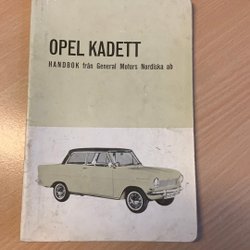 OPEL KADETT
HANDBOK från General Motors Nordiska ab